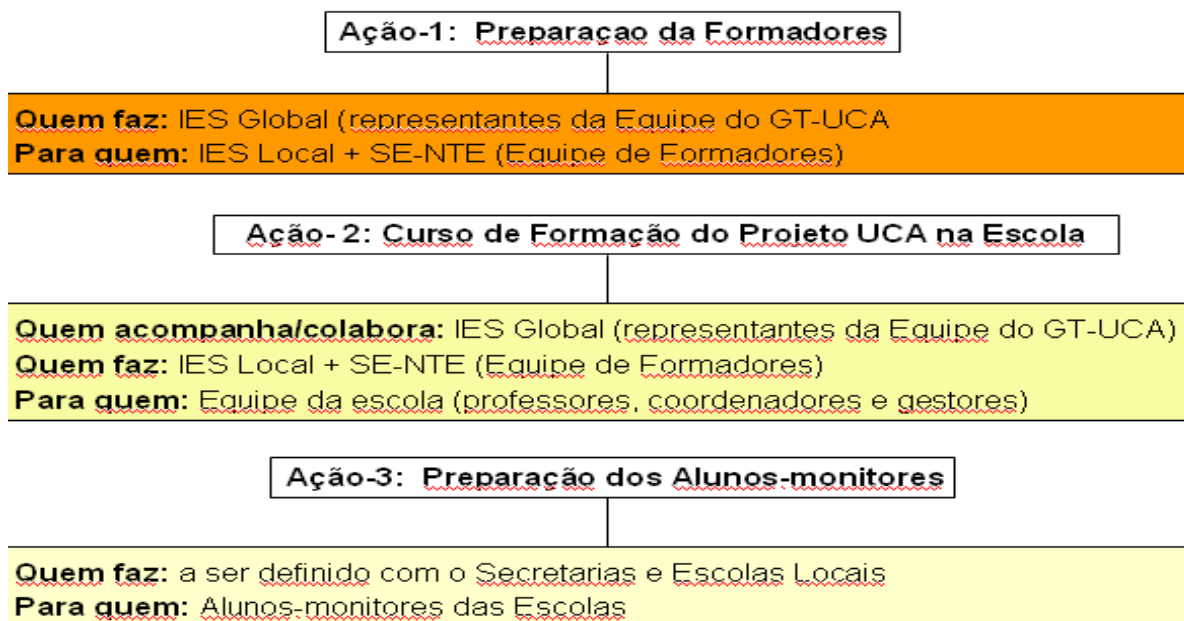 Ação-1: Preparaçao da Formadores
Quem faz: IES Global (representantes da Equipe do GT-UCA
Para quem: IES Local + SE-NTE (Equipe de Formadores)
Ação- 2: Curso de Formação do Projeto UCA na Escola
Quem acompanha/colabora: IES Global (representantes da Equipe do GT-UCA)
Quem faz: IES Local + SE-NTE (Equipe de Formadores)
Para quem: Equipe da escola (professores, coordenadores e gestores)
Ação-3: Preparação dos Alunos-monitores
Quem faz: a ser definido com o Secretarias e Escolas Locais
Para quem: Alunos-monitores das Escolas